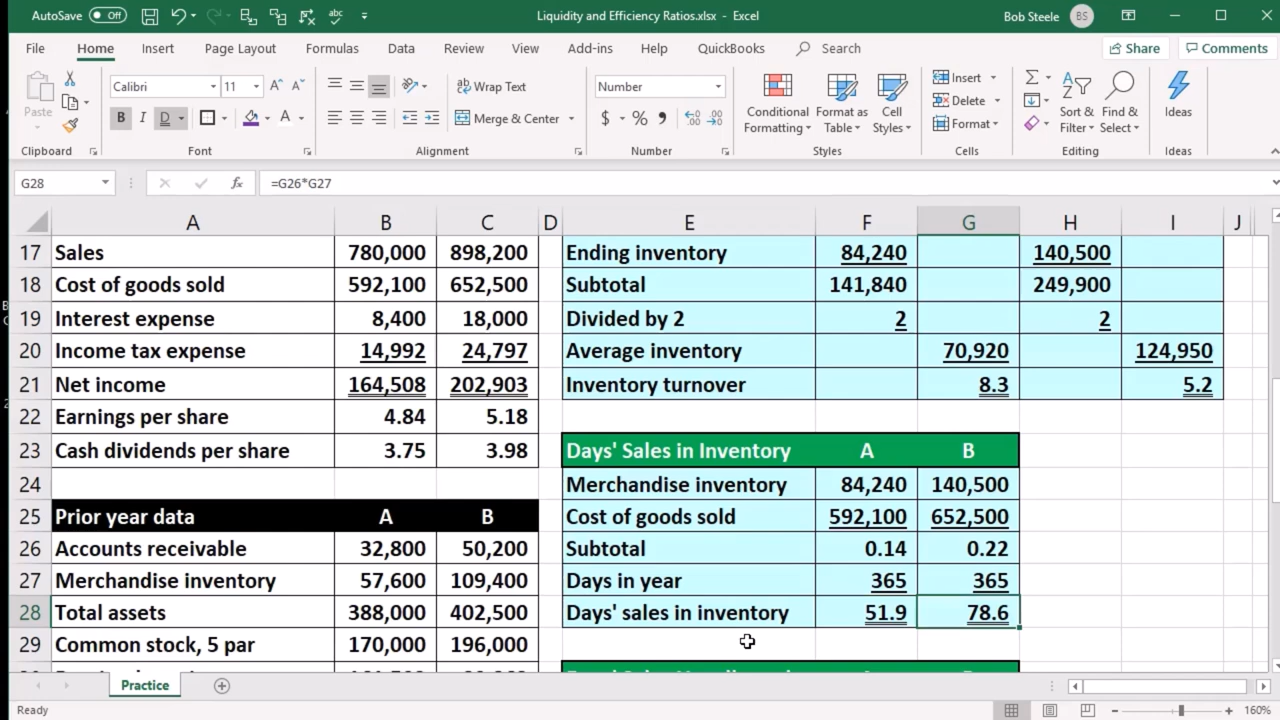 AutoSave Off Liquidity and Efficiency Ratios.xlsx - Excel Bob Steele BS
File Home Insert Page Layout Formulas Data Review View Add-ins Help QuickBooks Search Share Comments
Paste Calibri 11 Wrap Text Number Conditional Formatting Format as Table Cell Styles Insert Delete Format Sort & Filter Find & Select Ideas
B I D A Merge & Center $ %
Clipboard Font Alignment Number Styles Cells Editing Ideas
G28 fx =G26*G27
A B C D E F G H I J
17 Sales 780,000 898,200 Ending inventory 84,240 140,500
18 Cost of goods sold 592,100 652,500 Subtotal 141,840 249,900
19 Interest expense 8,400 18,000 Divided by 2 2 2
20 Income tax expense 14,992 24,797 Average inventory 70,920 124,950
21 Net income 164,508 202,903 Inventory turnover 8.3 5.2
22 Earnings per share 4.84 5.18
23 Cash dividends per share 3.75 3.98 Days' Sales in Inventory A B
24 Merchandise inventory 84,240 140,500
25 Prior year data A B Cost of goods sold 592,100 652,500
26 Accounts receivable 32,800 50,200 Subtotal 0.14 0.22
27 Merchandise inventory 57,600 109,400 Days in year 365 365
28 Total assets 388,000 402,500 Days' sales in inventory 51.9 78.6
29 Common stock, 5 par 170,000 196,000
Practice
Ready 160%